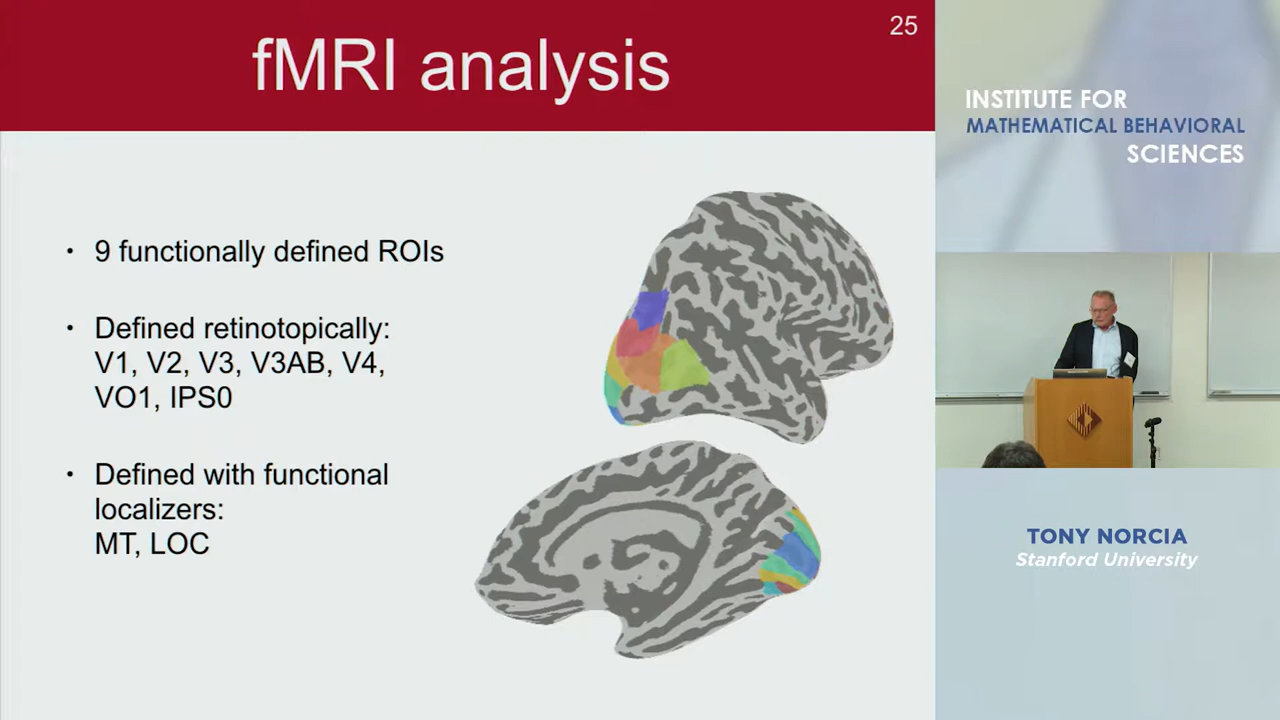 25
fMRI analysis
• 9 functionally defined ROIs
• Defined retinotopically:
V1, V2, V3, V3AB, V4,
VO1, IPS0
• Defined with functional
localizers:
MT, LOC
INSTITUTE FOR
MATHEMATICAL BEHAVIORAL
SCIENCES
TONY NORCIA
Stanford University